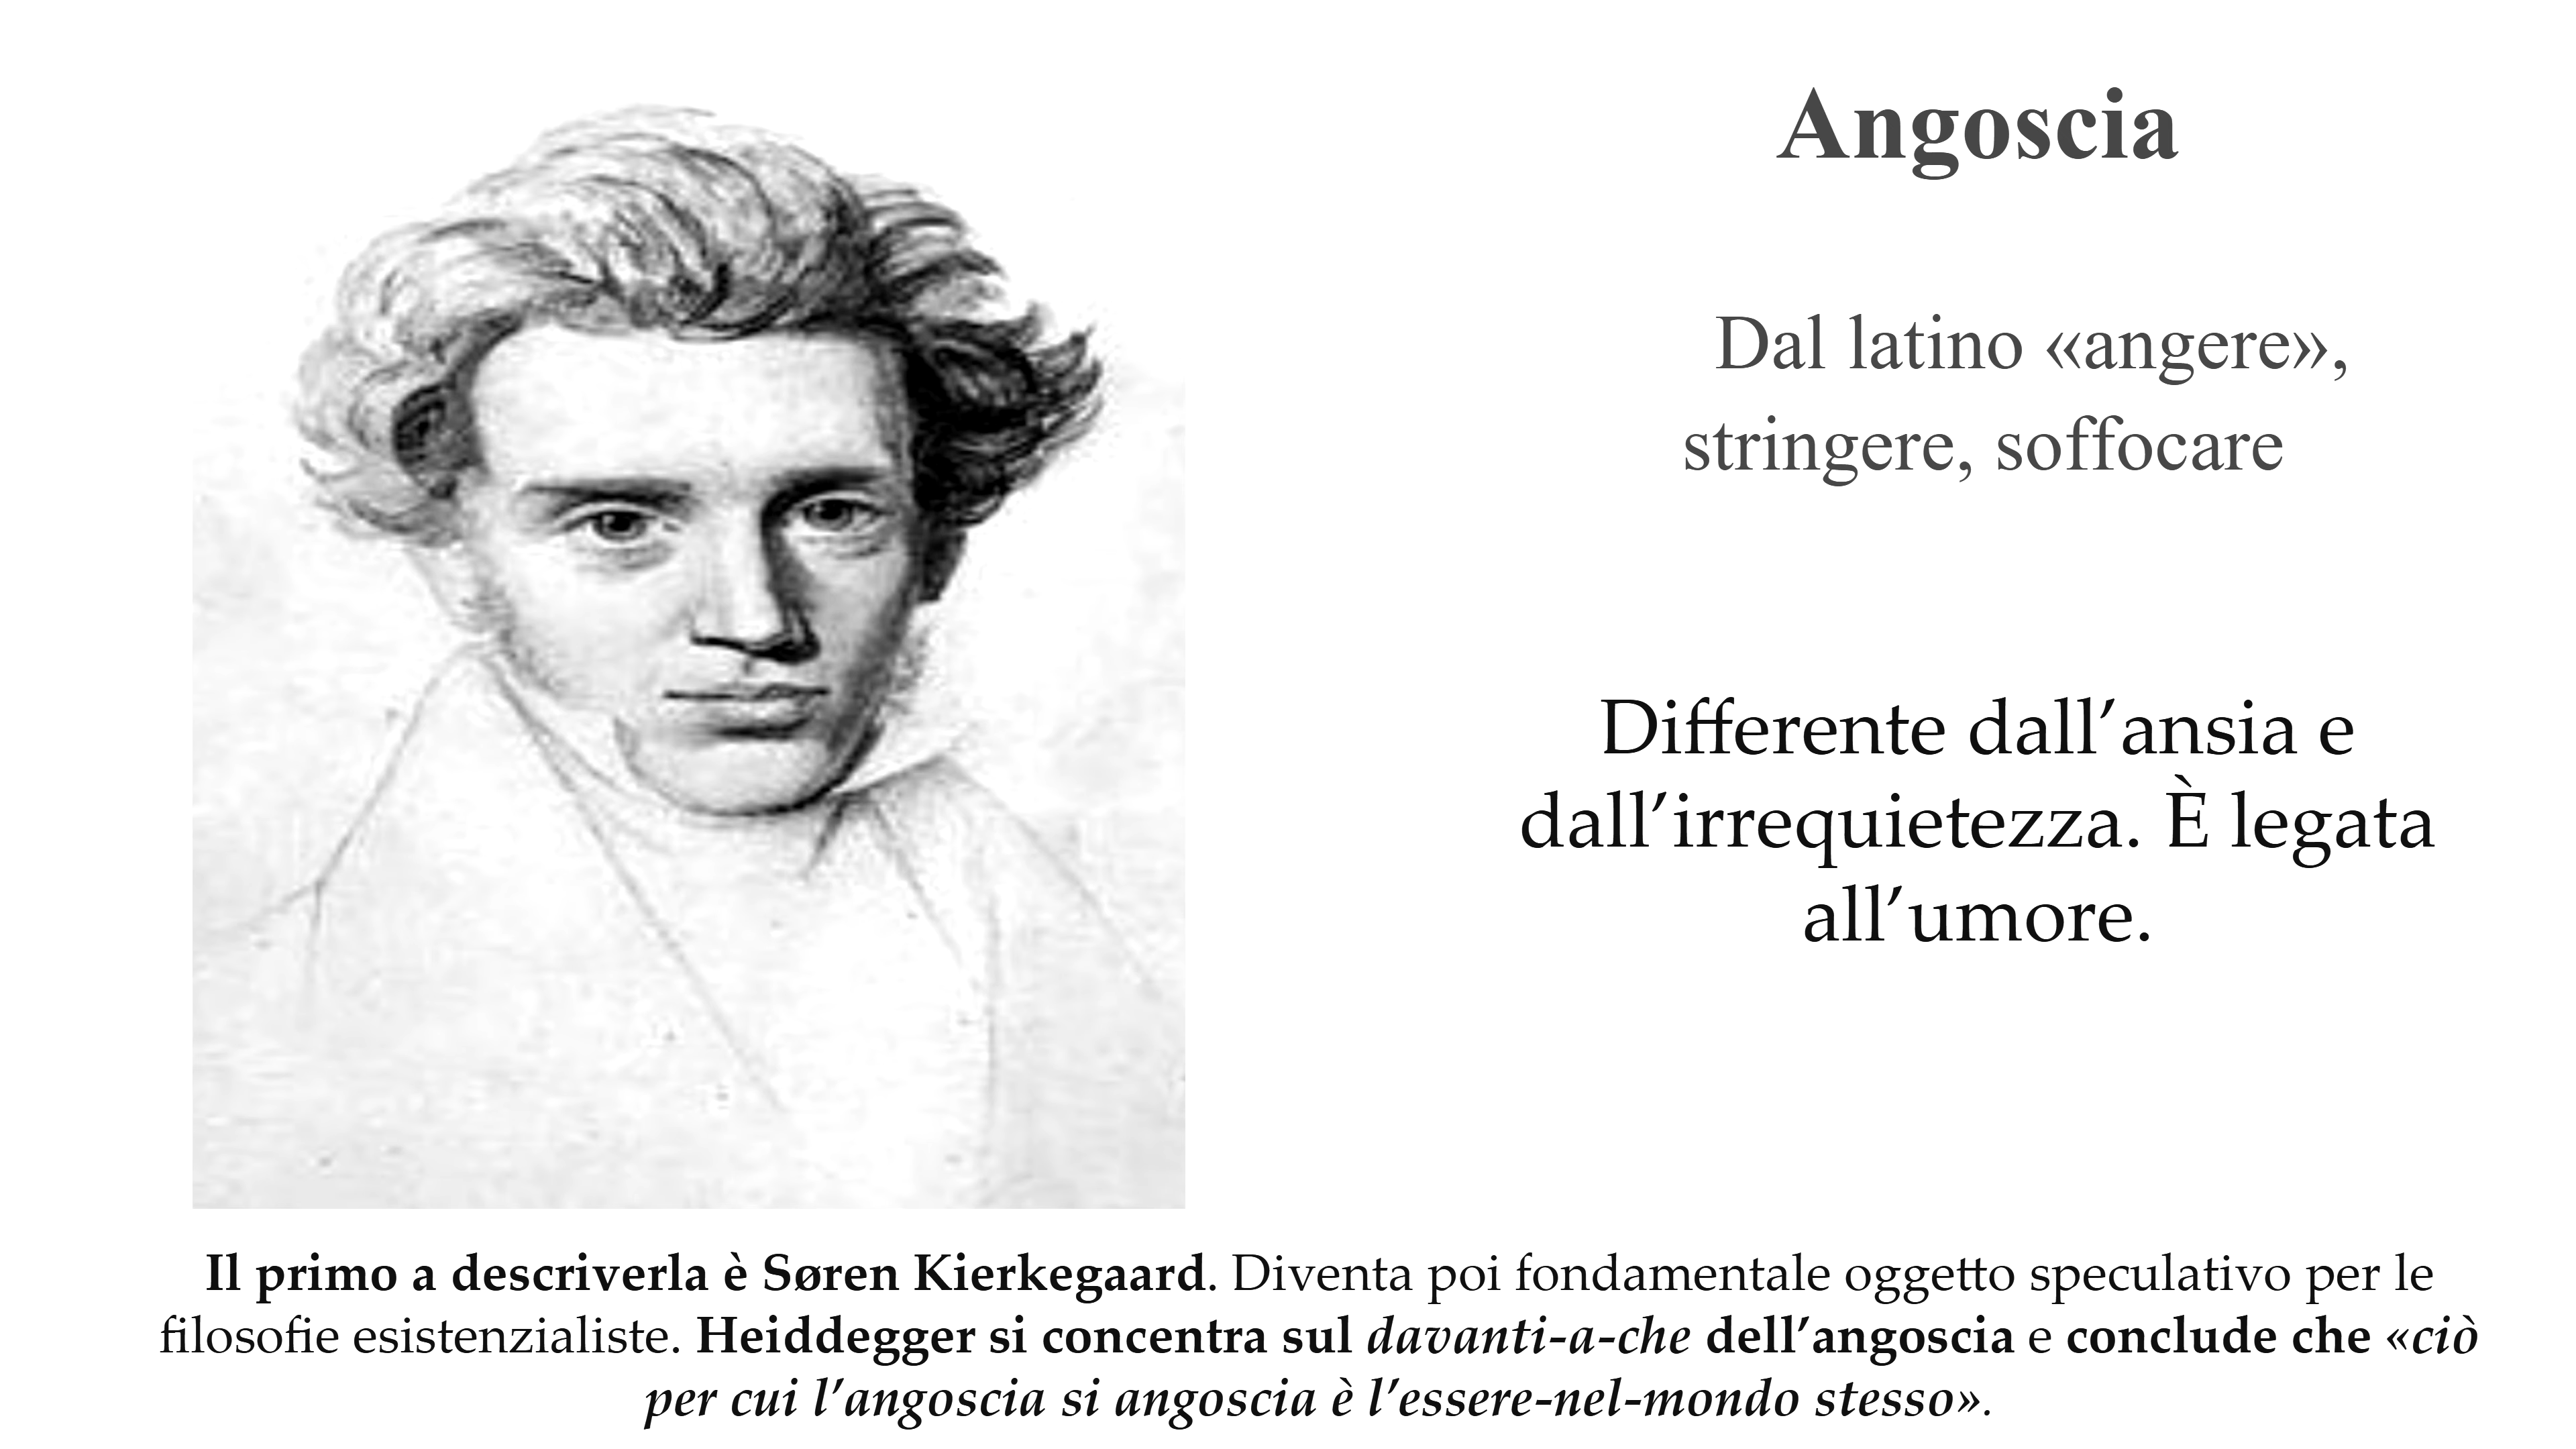 Angoscia
Dal latino «angere»,
stringere, soffocare
Differente dall’ansia e
dall’irrequietezza. È legata
all’umore.
Il primo a descriverla è Søren Kierkegaard. Diventa poi fondamentale oggetto speculativo per le
filosofie esistenzialiste. Heiddegger si concentra sul davanti-a-che dell’angoscia e conclude che «ciò
per cui l’angoscia si angoscia è l’essere-nel-mondo stesso».